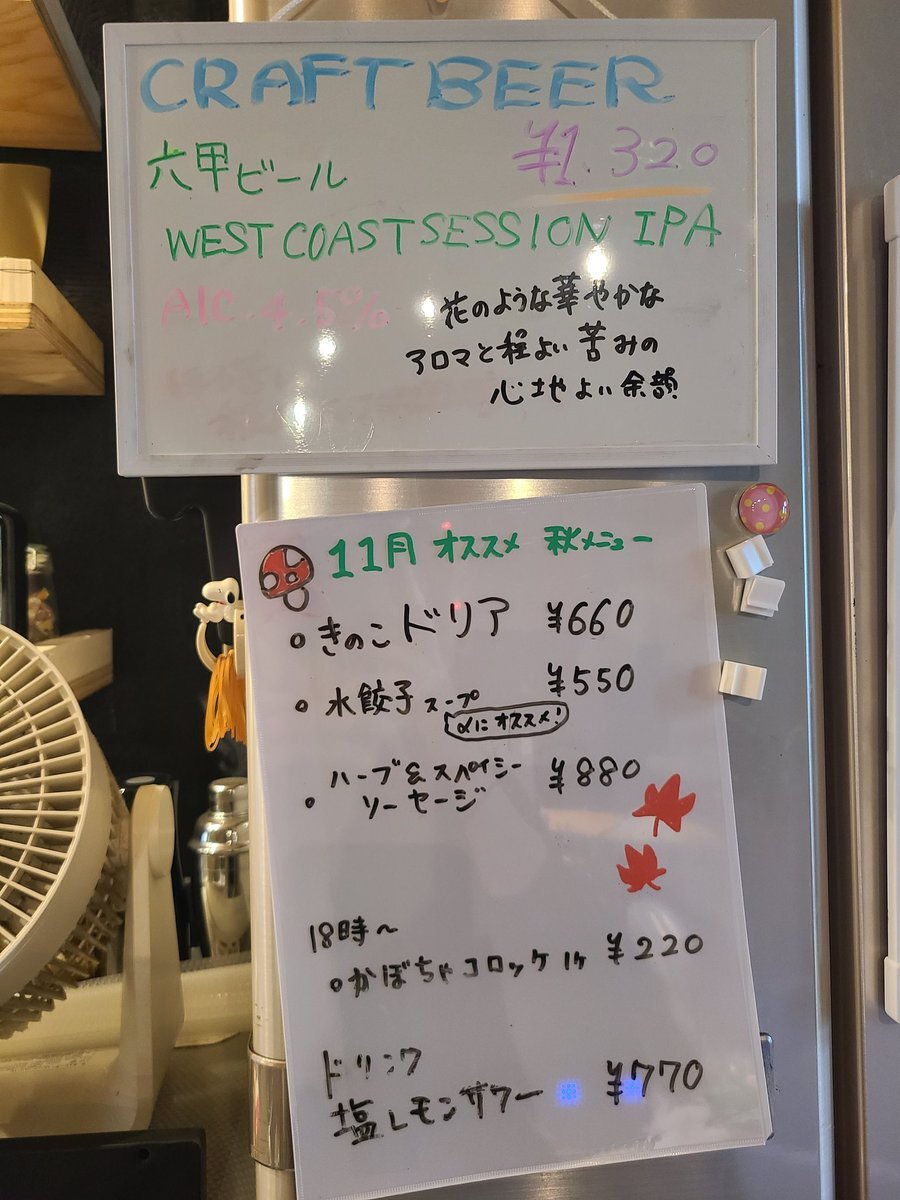 CRAFT BEER
六甲ビール ¥1.320
WEST COAST SESSION IPA
Alc. 4.5%
花のような華やかな
アロマと程よい苦みの
心地よい余韻
11月 オススメ 秋メニュー
きのこドリア ¥660
水餃子スープ ¥550
〆にオススメ!
ハーブ&スパイシー ¥880
ソーセージ
18時～
かぼちゃコロッケ 1ケ ¥220
ドリンク
塩レモンサワー ¥770